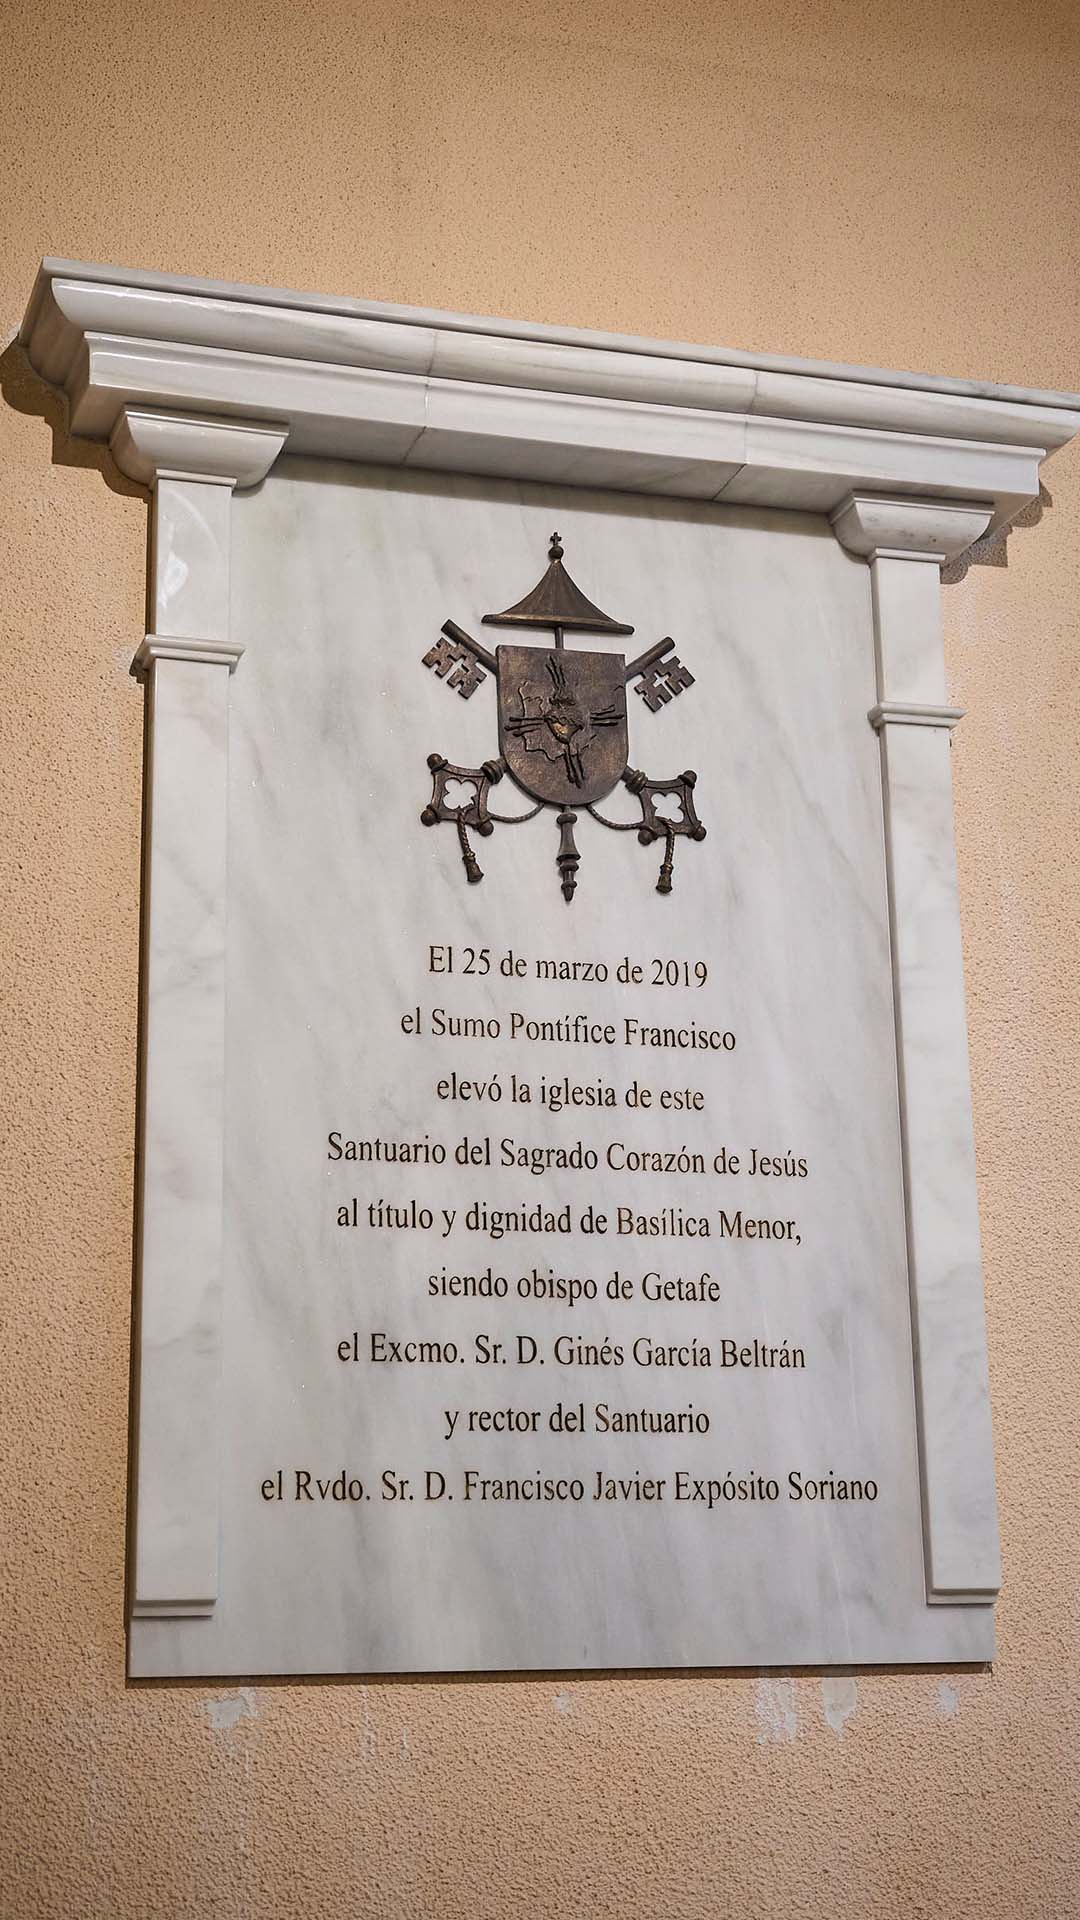 El 25 de marzo de 2019
el Sumo Pontífice Francisco
elevó la iglesia de este
Santuario del Sagrado Corazón de Jesús
al título y dignidad de Basílica Menor,
siendo obispo de Getafe
el Excmo. Sr. D. Ginés García Beltrán
y rector del Santuario
el Rvdo. Sr. D. Francisco Javier Expósito Soriano